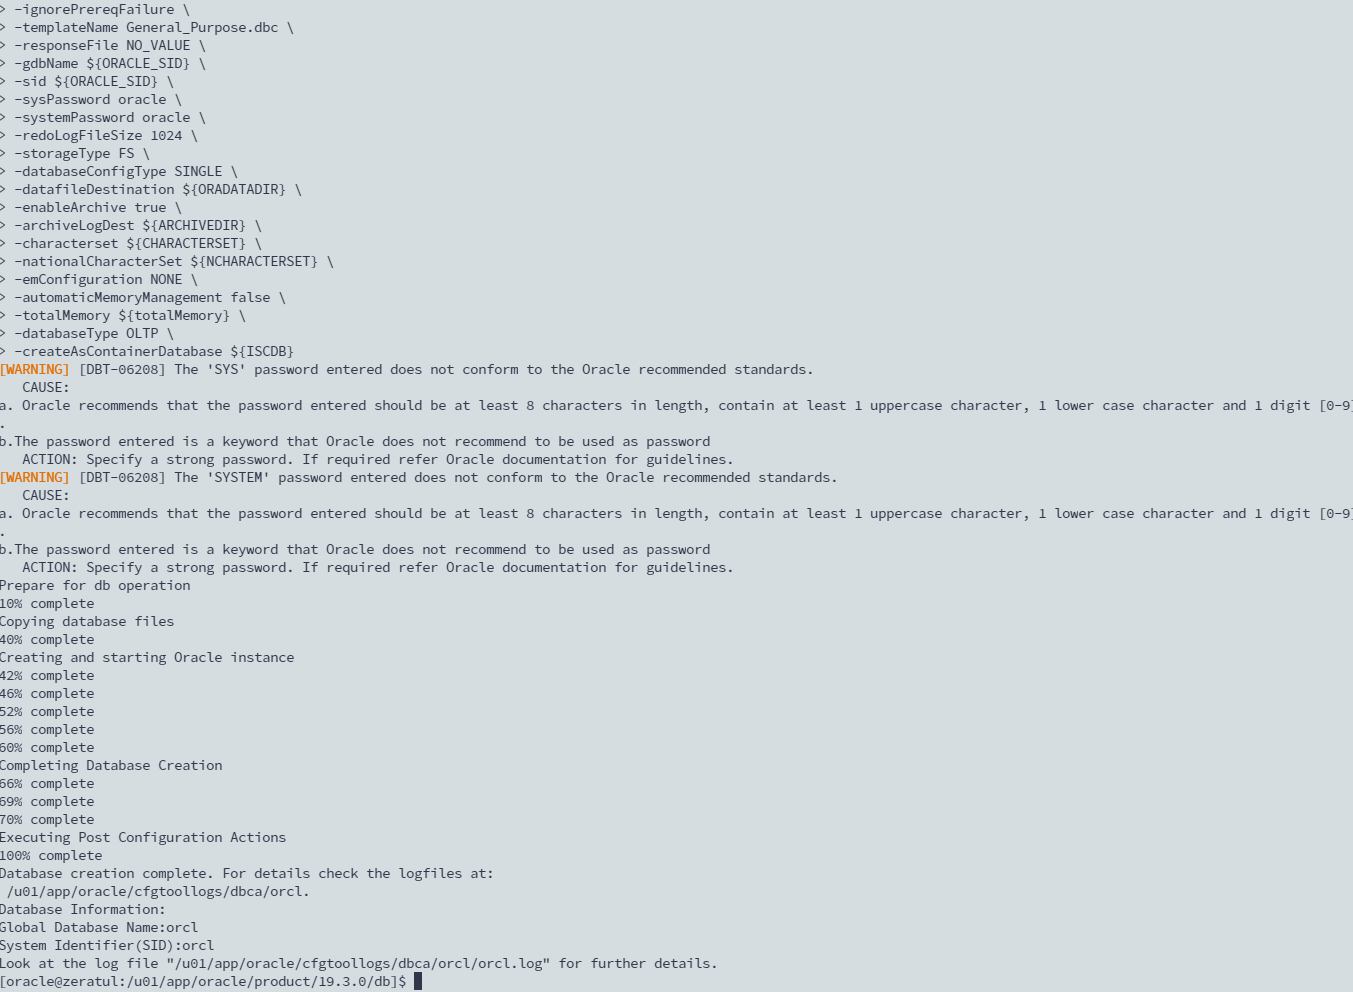 > -ignorePrereqFailure \
> -templateName General_Purpose.dbc \
> -responseFile NO_VALUE \
> -gdbName ${ORACLE_SID} \
> -sid ${ORACLE_SID} \
> -sysPassword oracle \
> -systemPassword oracle \
> -redoLogFileSize 1024 \
> -storageType FS \
> -databaseConfigType SINGLE \
> -datafileDestination ${ORADATADIR} \
> -enableArchive true \
> -archiveLogDest ${ARCHIVEDIR} \
> -characterset ${CHARACTERSET} \
> -nationalCharacterSet ${NCHARACTERSET} \
> -emConfiguration NONE \
> -automaticMemoryManagement false \
> -totalMemory ${totalMemory} \
> -databaseType OLTP \
> -createAsContainerDatabase ${ISCDB}
[WARNING] [DBT-06208] The 'SYS' password entered does not conform to the Oracle recommended standards.
   CAUSE:
a. Oracle recommends that the password entered should be at least 8 characters in length, contain at least 1 uppercase character, 1 lower case character and 1 digit [0-9]
.
b.The password entered is a keyword that Oracle does not recommend to be used as password
   ACTION: Specify a strong password. If required refer Oracle documentation for guidelines.
[WARNING] [DBT-06208] The 'SYSTEM' password entered does not conform to the Oracle recommended standards.
   CAUSE:
a. Oracle recommends that the password entered should be at least 8 characters in length, contain at least 1 uppercase character, 1 lower case character and 1 digit [0-9]
.
b.The password entered is a keyword that Oracle does not recommend to be used as password
   ACTION: Specify a strong password. If required refer Oracle documentation for guidelines.
Prepare for db operation
10% complete
Copying database files
40% complete
Creating and starting Oracle instance
42% complete
46% complete
52% complete
56% complete
60% complete
Completing Database Creation
66% complete
69% complete
70% complete
Executing Post Configuration Actions
100% complete
Database creation complete. For details check the logfiles at:
 /u01/app/oracle/cfgtoollogs/dbca/orcl.
Database Information:
Global Database Name:orcl
System Identifier(SID):orcl
Look at the log file "/u01/app/oracle/cfgtoollogs/dbca/orcl/orcl.log" for further details.
[oracle@zeratul:/u01/app/oracle/product/19.3.0/db]$